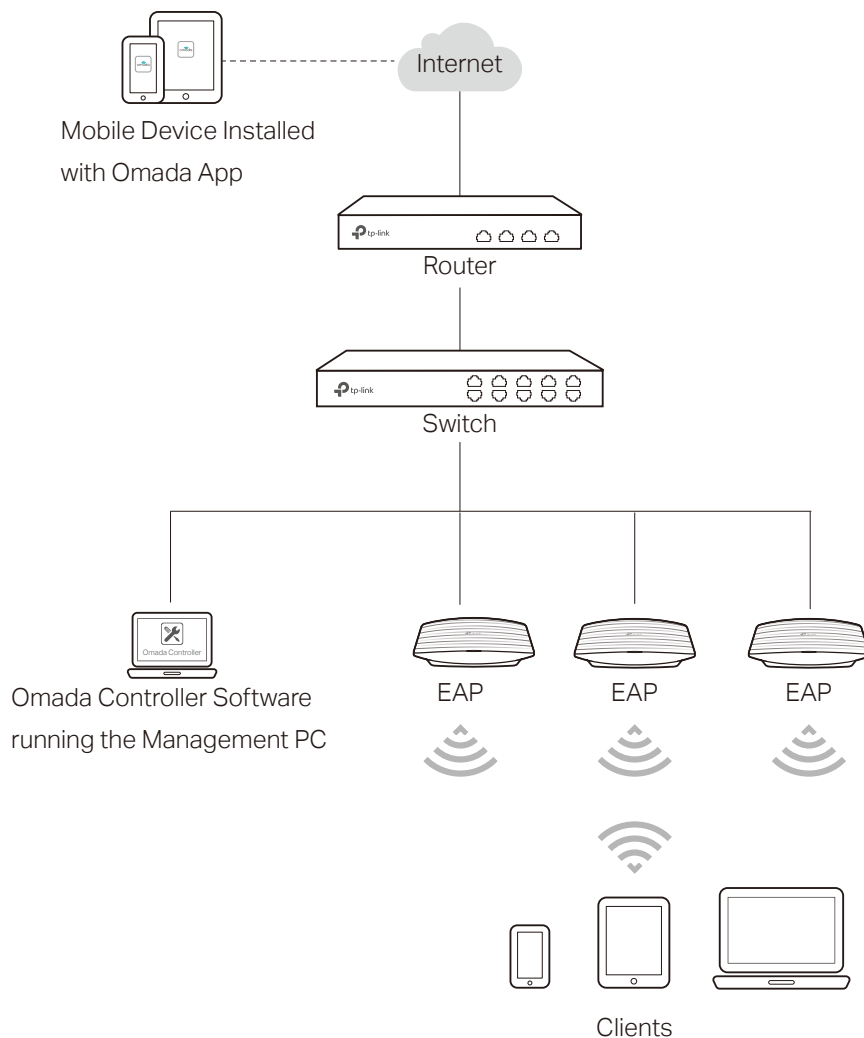 Internet
Mobile Device Installed
with Omada App
tp-link
Router
tp-link
Switch
Omada Controller
Omada Controller Software
running the Management PC
EAP
EAP
EAP
Clients